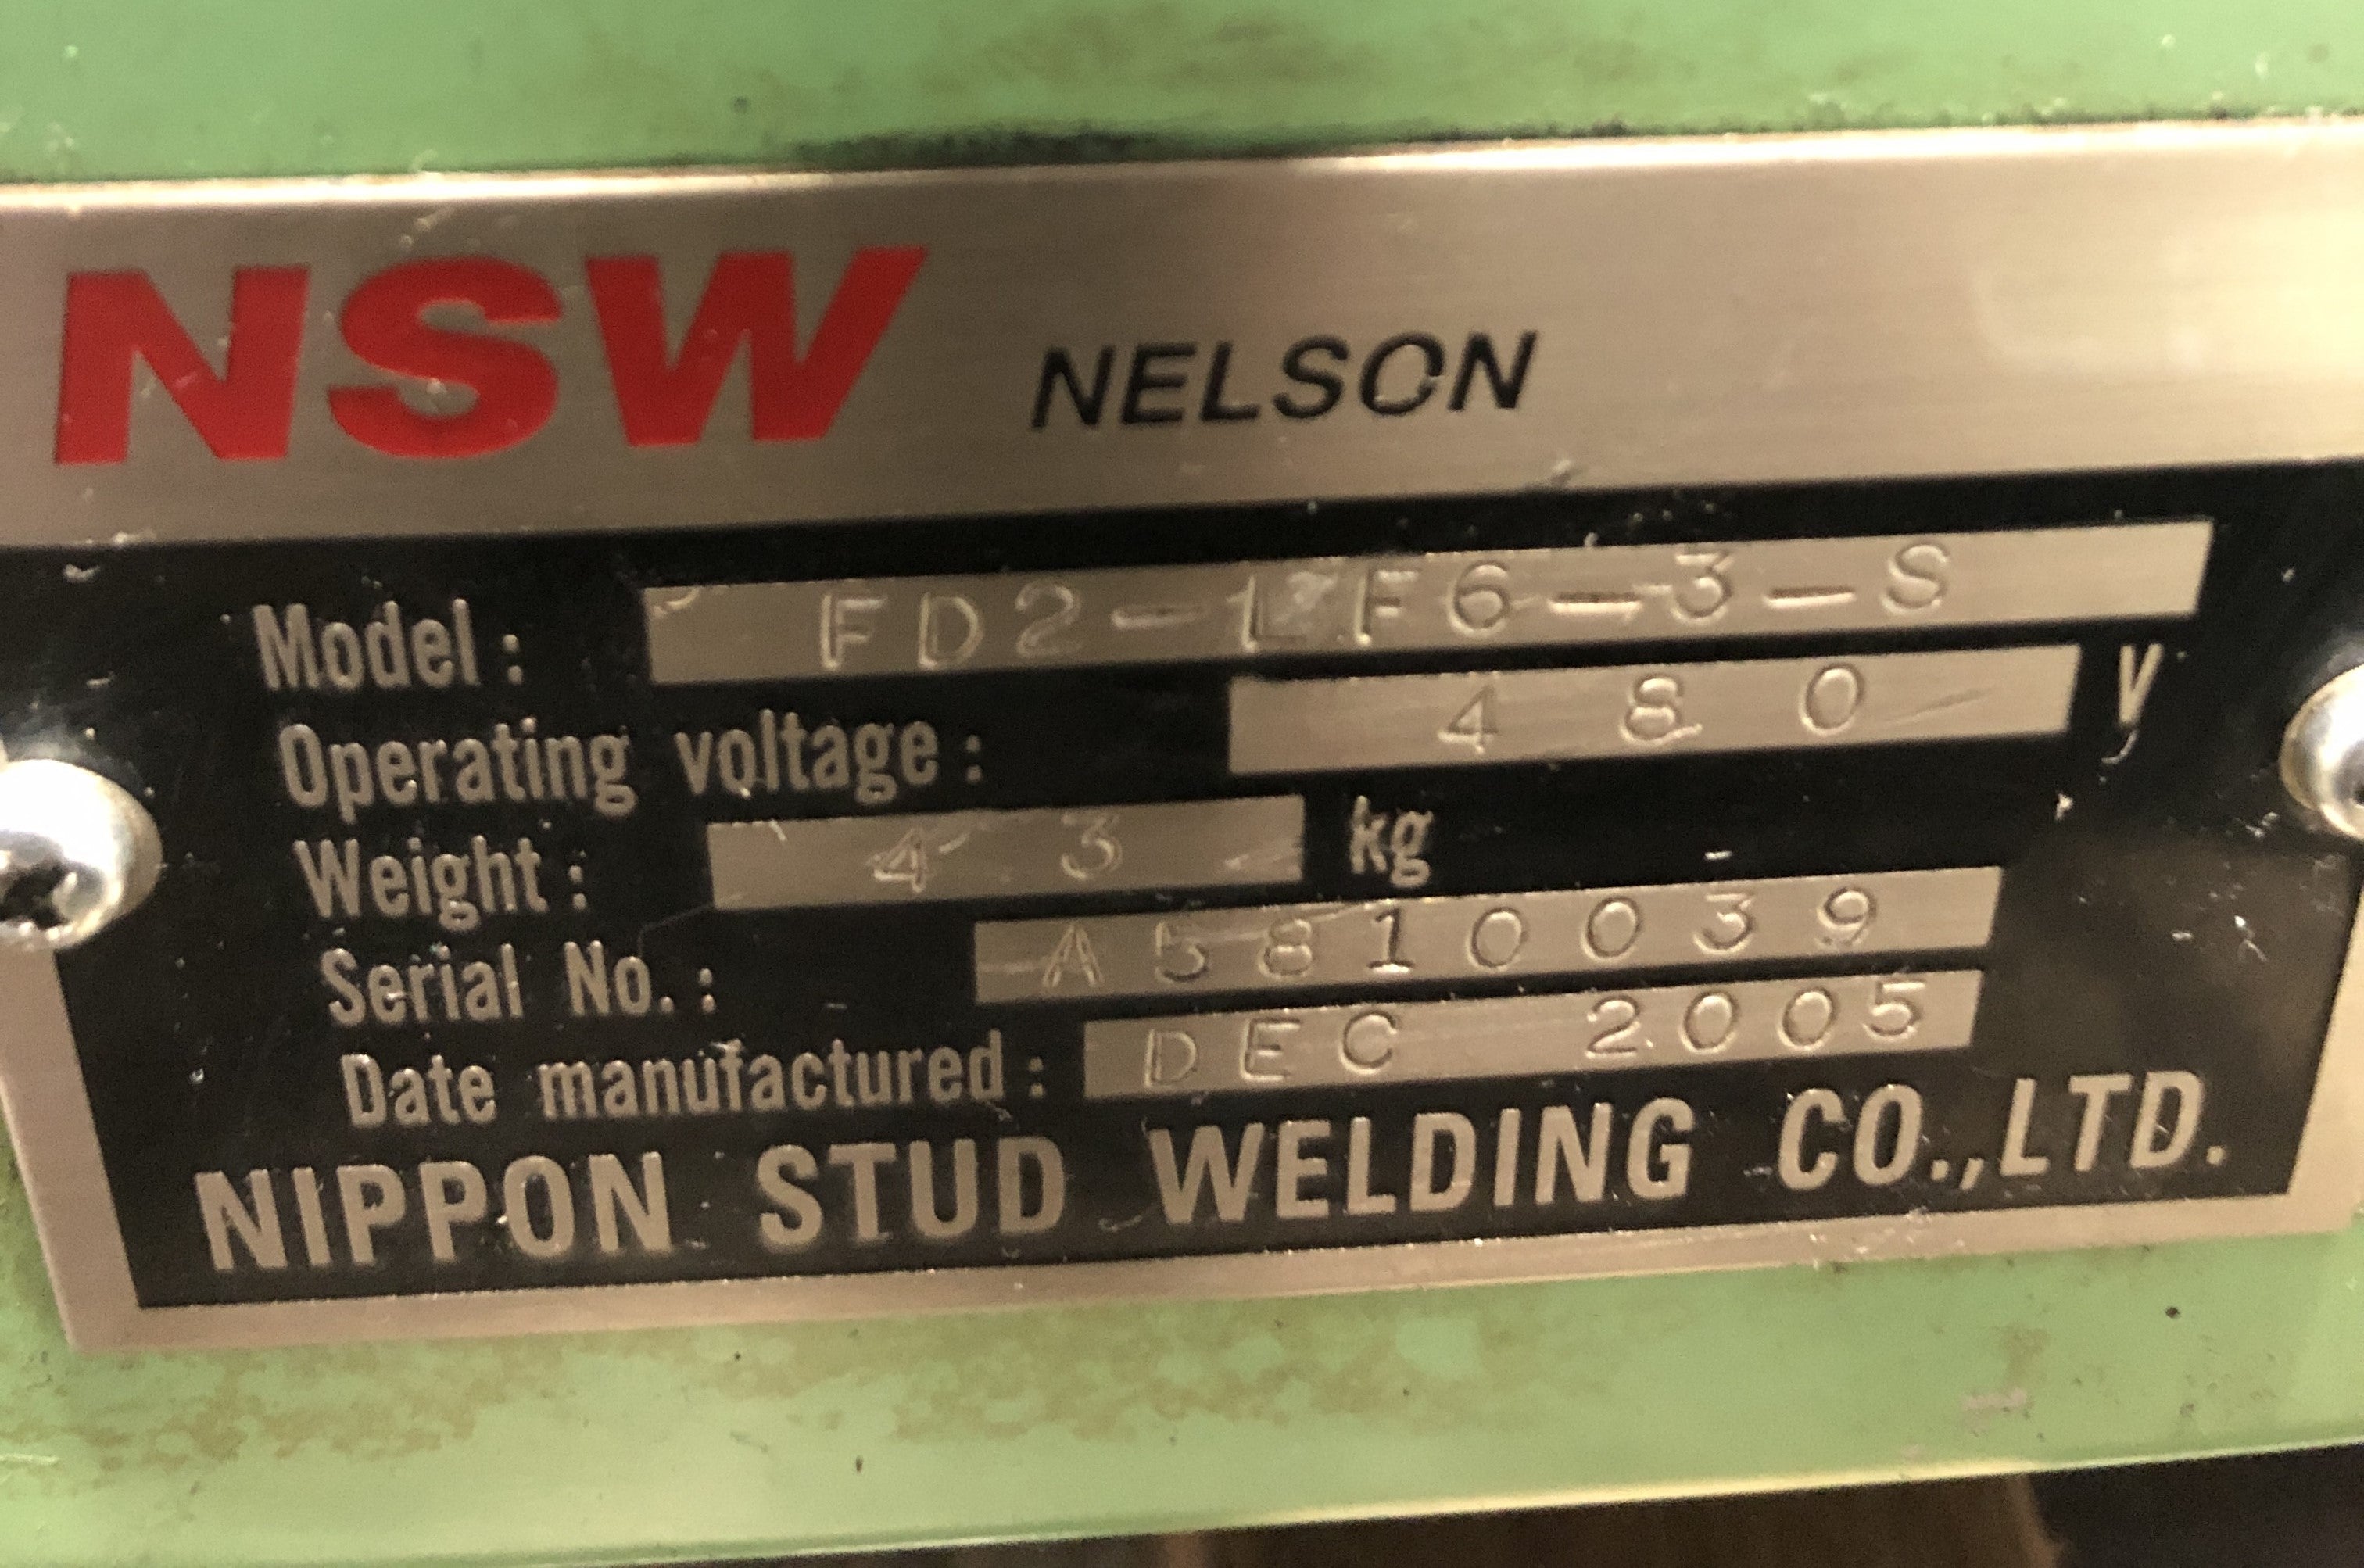 NSW NELSON
Model: FD2-LF6-3-S
Operating voltage: 480 V
Weight: 43 kg
Serial No.: A5810039
Date manufactured: DEC 2005
NIPPON STUD WELDING CO.,LTD.